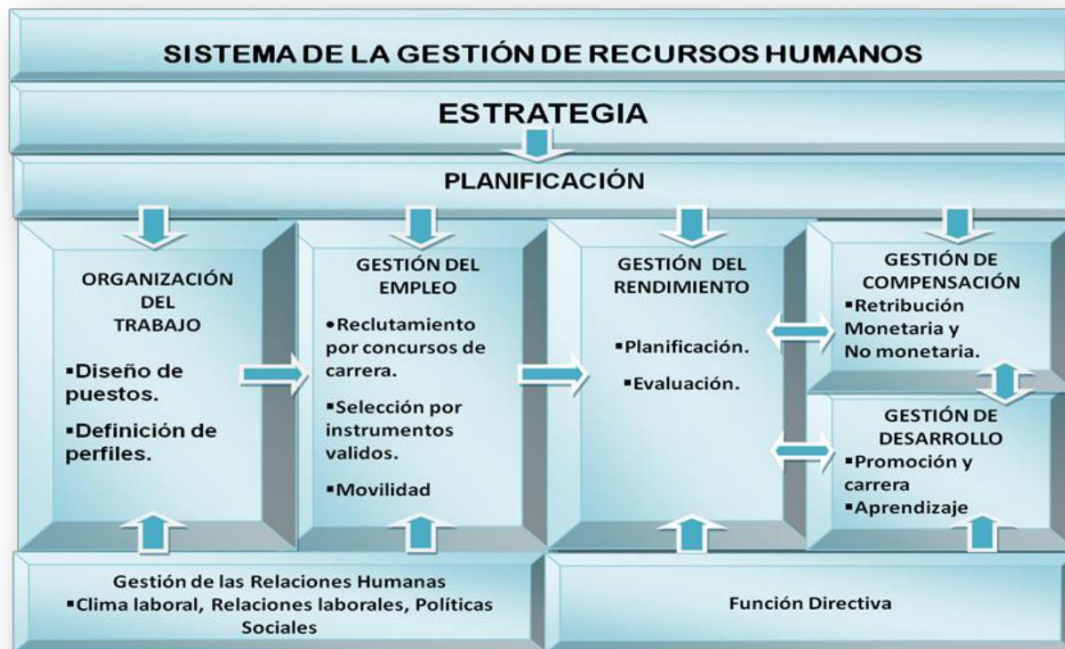 SISTEMA DE LA GESTIÓN DE RECURSOS HUMANOS
ESTRATEGIA
PLANIFICACIÓN
ORGANIZACIÓN
DEL
TRABAJO
▪Diseño de
puestos.
▪Definición de
perfiles.
GESTIÓN DEL
EMPLEO
•Reclutamiento
por concursos de
carrera.
▪Selección por
instrumentos
validos.
▪Movilidad
GESTIÓN DEL
RENDIMIENTO
▪Planificación.
▪Evaluación.
GESTIÓN DE
COMPENSACIÓN
▪Retribución
Monetaria y
No monetaria.
GESTIÓN DE
DESARROLLO
▪Promoción y
carrera
▪Aprendizaje
Gestión de las Relaciones Humanas
▪Clima laboral, Relaciones laborales, Políticas
Sociales
Función Directiva